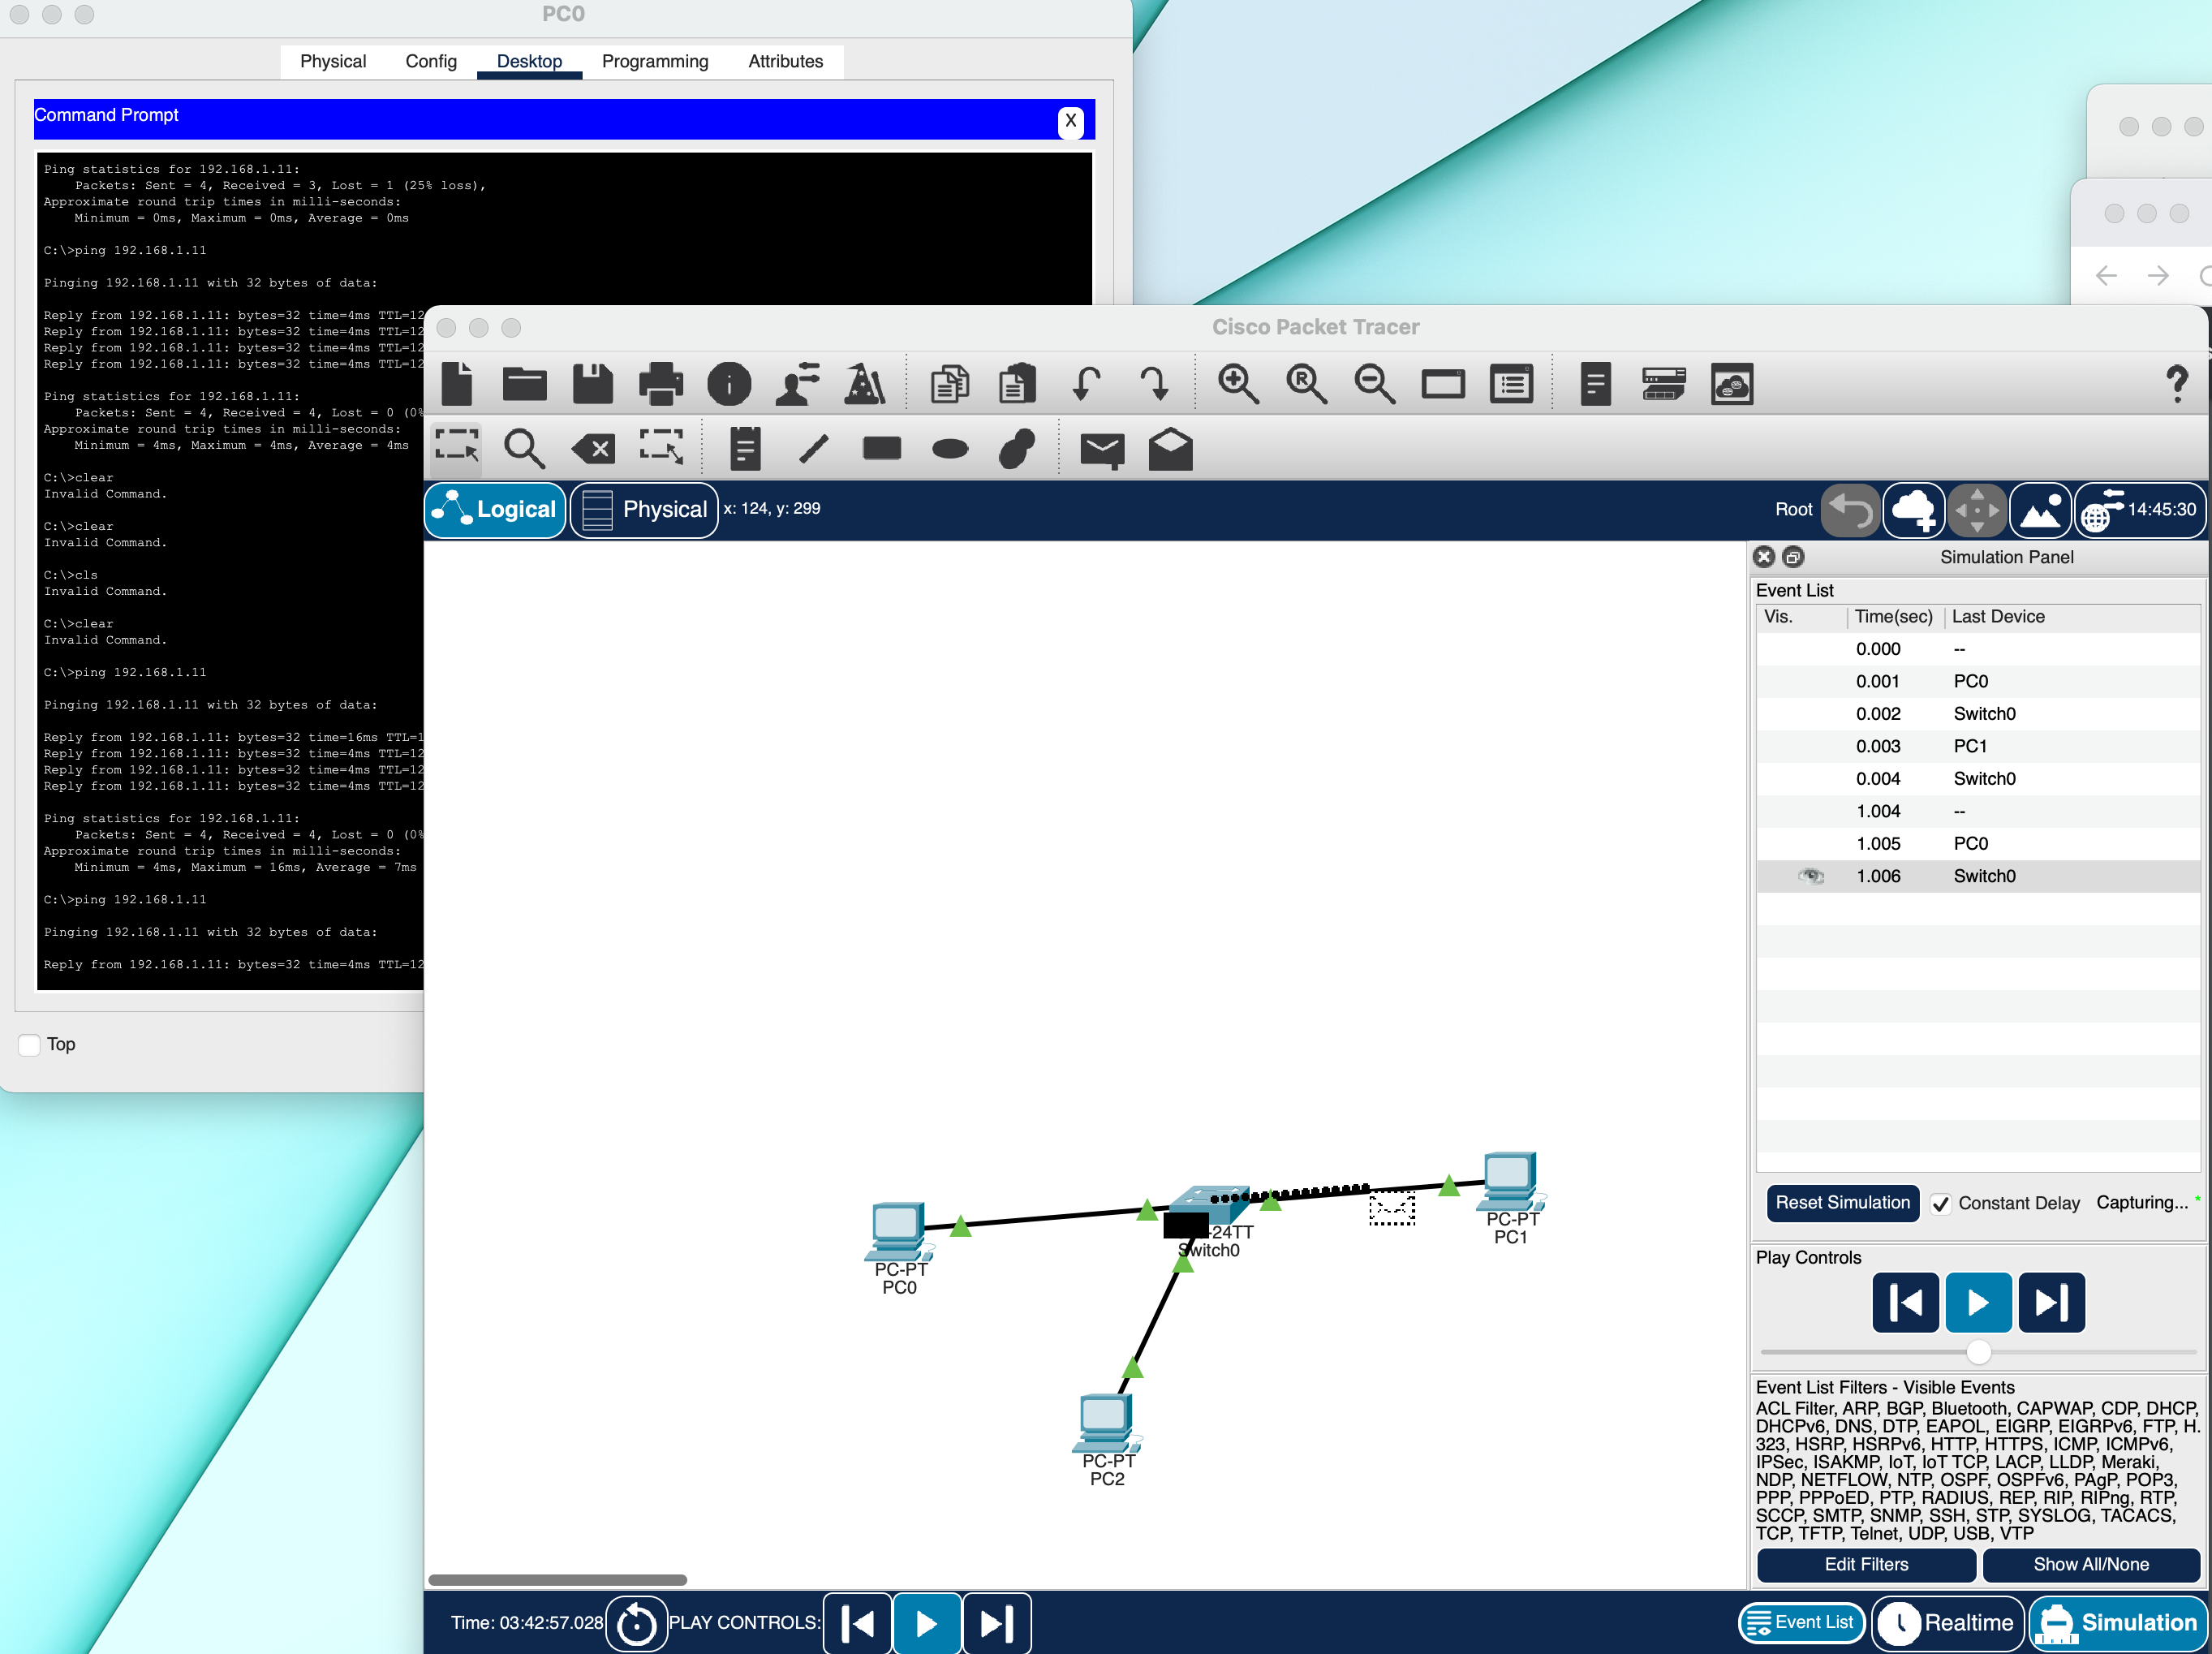 PC0
Physical Config Desktop Programming Attributes
Command Prompt
X
Ping statistics for 192.168.1.11:
Packets: Sent = 4, Received = 3, Lost = 1 (25% loss),
Approximate round trip times in milli-seconds:
Minimum = 0ms, Maximum = 0ms, Average = 0ms
C:\>ping 192.168.1.11
Pinging 192.168.1.11 with 32 bytes of data:
Reply from 192.168.1.11: bytes=32 time=4ms TTL=12
Reply from 192.168.1.11: bytes=32 time=4ms TTL=12
Reply from 192.168.1.11: bytes=32 time=4ms TTL=12
Reply from 192.168.1.11: bytes=32 time=4ms TTL=12
Ping statistics for 192.168.1.11:
Packets: Sent = 4, Received = 4, Lost = 0 (0%
Approximate round trip times in milli-seconds:
Minimum = 4ms, Maximum = 4ms, Average = 4ms
C:\>clear
Invalid Command.
C:\>clear
Invalid Command.
C:\>cls
Invalid Command.
C:\>clear
Invalid Command.
C:\>ping 192.168.1.11
Pinging 192.168.1.11 with 32 bytes of data:
Reply from 192.168.1.11: bytes=32 time=16ms TTL=1
Reply from 192.168.1.11: bytes=32 time=4ms TTL=12
Reply from 192.168.1.11: bytes=32 time=4ms TTL=12
Reply from 192.168.1.11: bytes=32 time=4ms TTL=12
Ping statistics for 192.168.1.11:
Packets: Sent = 4, Received = 4, Lost = 0 (0%
Approximate round trip times in milli-seconds:
Minimum = 4ms, Maximum = 16ms, Average = 7ms
C:\>ping 192.168.1.11
Pinging 192.168.1.11 with 32 bytes of data:
Reply from 192.168.1.11: bytes=32 time=4ms TTL=12
Top
Cisco Packet Tracer
Logical Physical x: 124, y: 299
Root 14:45:30
PC-PT
PC0
-24TT
Switch0
PC-PT
PC1
PC-PT
PC2
Simulation Panel
Event List
Vis. Time(sec) Last Device
0.000 --
0.001 PC0
0.002 Switch0
0.003 PC1
0.004 Switch0
1.004 --
1.005 PC0
1.006 Switch0
Reset Simulation Constant Delay Capturing... *
Play Controls
Event List Filters - Visible Events
ACL Filter, ARP, BGP, Bluetooth, CAPWAP, CDP, DHCP,
DHCPv6, DNS, DTP, EAPOL, EIGRP, EIGRPv6, FTP, H.
323, HSRP, HSRPv6, HTTP, HTTPS, ICMP, ICMPv6,
IPSec, ISAKMP, IoT, IoT TCP, LACP, LLDP, Meraki,
NDP, NETFLOW, NTP, OSPF, OSPFv6, PAgP, POP3,
PPP, PPPoED, PTP, RADIUS, REP, RIP, RIPng, RTP,
SCCP, SMTP, SNMP, SSH, STP, SYSLOG, TACACS,
TCP, TFTP, Telnet, UDP, USB, VTP
Edit Filters Show All/None
Time: 03:42:57.028 PLAY CONTROLS:
Event List Realtime Simulation